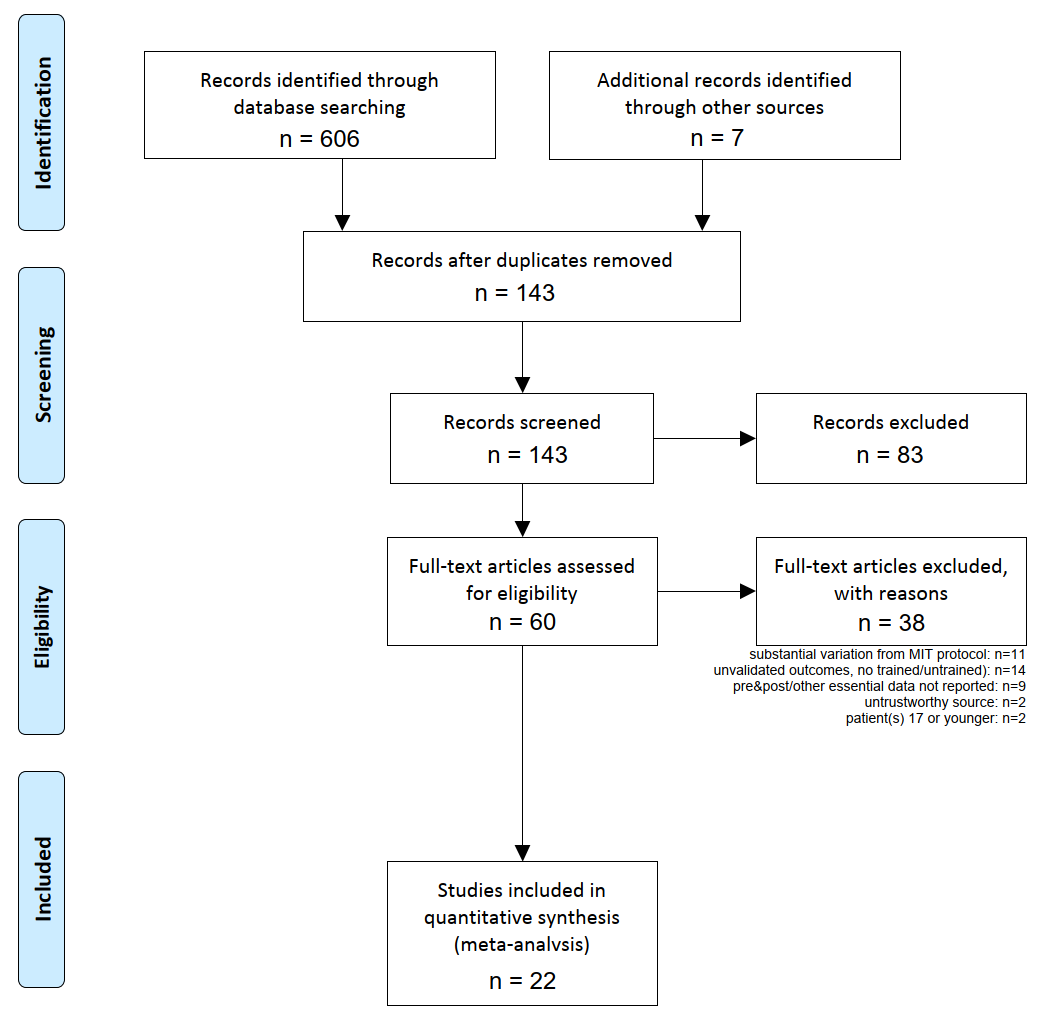 Identification
Records identified through
database searching
n = 606
Additional records identified
through other sources
n = 7
Records after duplicates removed
n = 143
Screening
Records screened
n = 143
Records excluded
n = 83
Eligibility
Full-text articles assessed
for eligibility
n = 60
Full-text articles excluded,
with reasons
n = 38
substantial variation from MIT protocol: n=11
unvalidated outcomes, no trained/untrained): n=14
pre&post/other essential data not reported: n=9
untrustworthy source: n=2
patient(s) 17 or younger: n=2
Included
Studies included in
quantitative synthesis
(meta-analysis)
n = 22